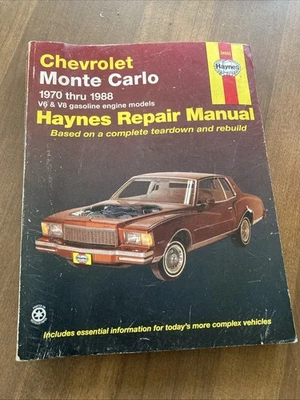 Haynes
Chevrolet
Monte Carlo
1970 thru 1988
V6 & V8 gasoline engine models
Haynes Repair Manual
Based on a complete teardown and rebuild
Includes essential information for today's more complex vehicles